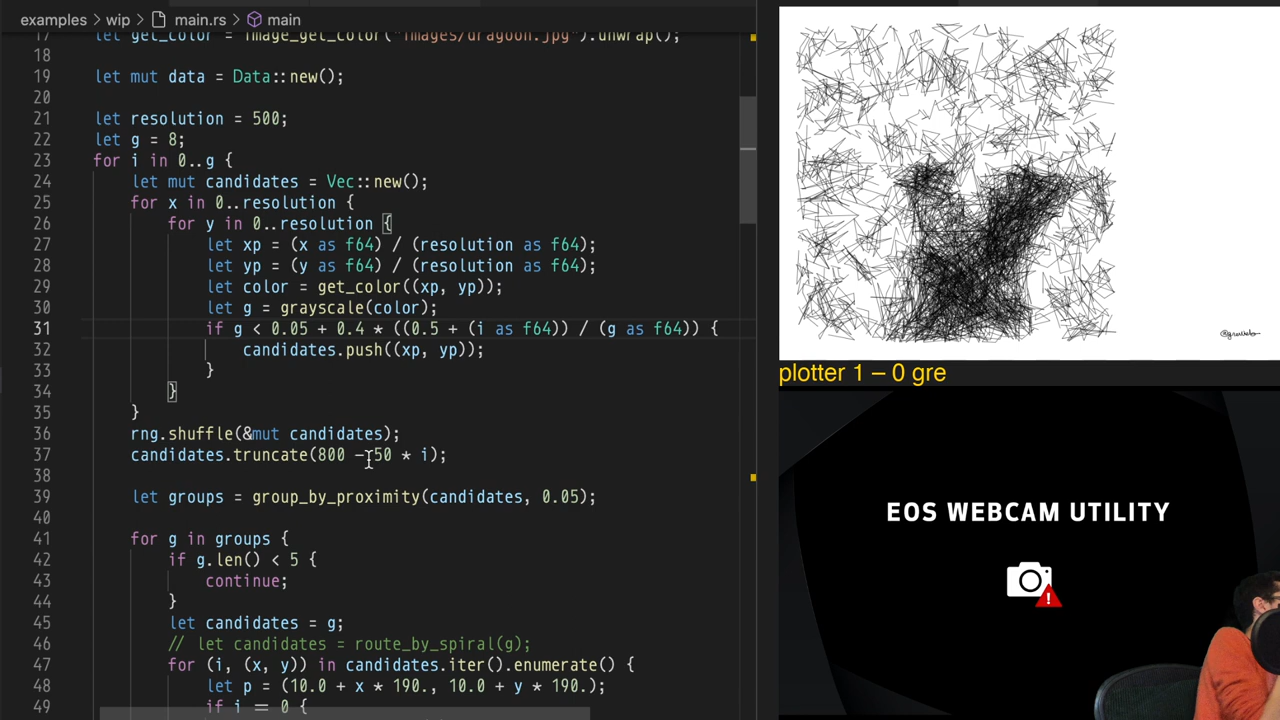 examples > wip > main.rs > main
17 let get_color = image_get_color("images/dragoon.jpg").unwrap();
18
19 let mut data = Data::new();
20
21 let resolution = 500;
22 let g = 8;
23 for i in 0..g {
24 let mut candidates = Vec::new();
25 for x in 0..resolution {
26 for y in 0..resolution {
27 let xp = (x as f64) / (resolution as f64);
28 let yp = (y as f64) / (resolution as f64);
29 let color = get_color((xp, yp));
30 let g = grayscale(color);
31 if g < 0.05 + 0.4 * ((0.5 + (i as f64)) / (g as f64)) {
32 candidates.push((xp, yp));
33 }
34 }
35 }
36 rng.shuffle(&mut candidates);
37 candidates.truncate(800 - 50 * i);
38
39 let groups = group_by_proximity(candidates, 0.05);
40
41 for g in groups {
42 if g.len() < 5 {
43 continue;
44 }
45 let candidates = g;
46 // let candidates = route_by_spiral(g);
47 for (i, (x, y)) in candidates.iter().enumerate() {
48 let p = (10.0 + x * 190., 10.0 + y * 190.);
49 if i == 0 {
plotter 1 – 0 gre
EOS WEBCAM UTILITY